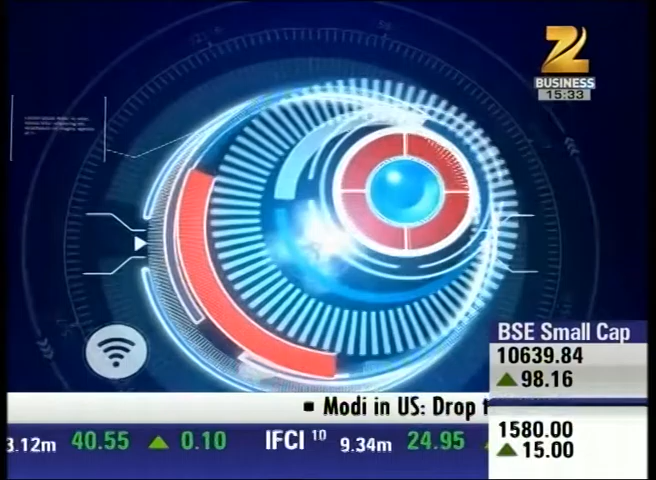 BUSINESS
15:33
BSE Small Cap
10639.84
▲ 98.16
▪ Modi in US: Drop
3.12m 40.55 ▲ 0.10 IFCI 10 9.34m 24.95
1580.00
▲ 15.00